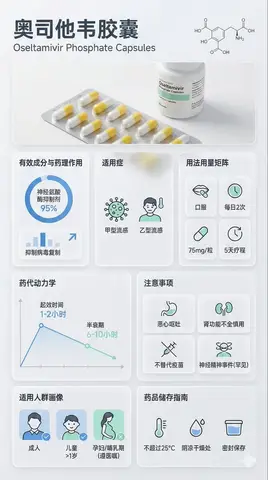 奥司他韦胶囊
Oseltamivir Phosphate Capsules
Oseltamivir
有效成分与药理作用
神经氨酸
酶抑制剂
95%
抑制病毒复制
适应症
甲型流感
乙型流感
用法用量矩阵
口服
每日2次
75mg/粒
5天疗程
药代动力学
起效时间
1-2小时
半衰期
6-10小时
注意事项
恶心呕吐
肾功能不全慎用
不替代疫苗
神经精神事件(罕见)
适用人群画像
成人
儿童
>1岁
孕妇/哺乳期
(遵医嘱)
药品储存指南
不超过25°C
阴凉干燥处
密封保存